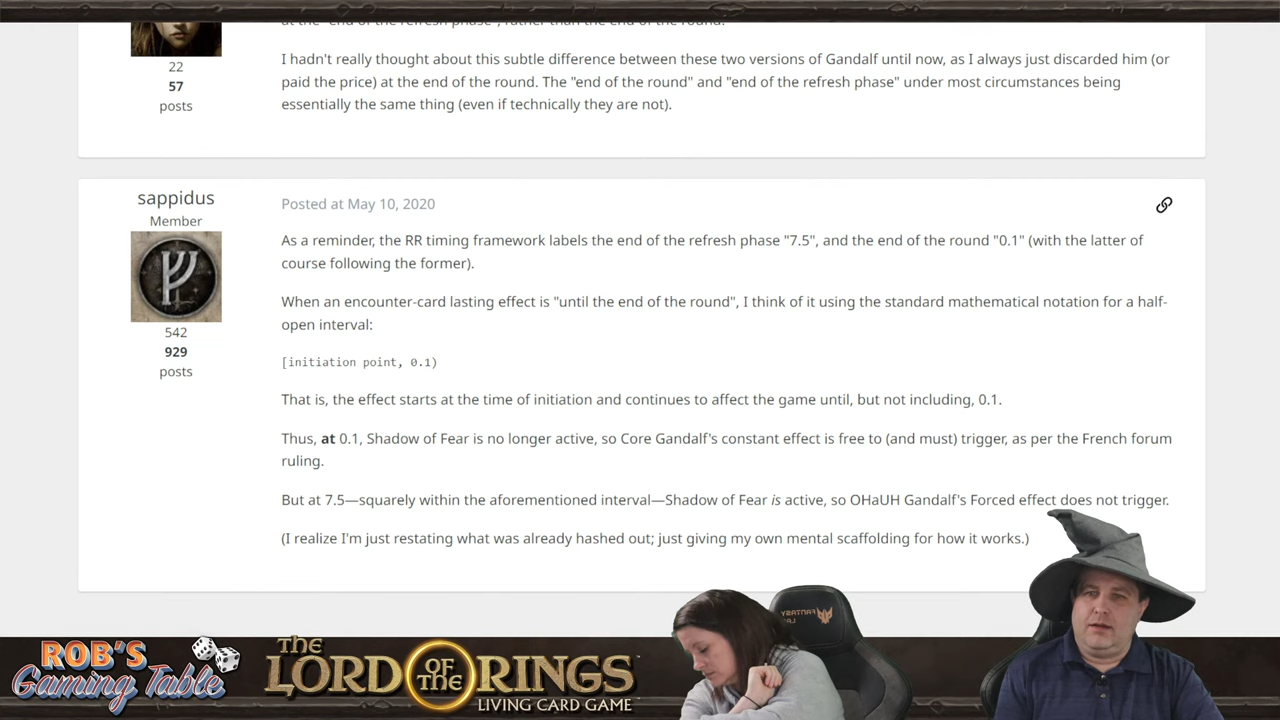 at the "end of the refresh phase", rather than the end of the round.
22
57
posts
I hadn't really thought about this subtle difference between these two versions of Gandalf until now, as I always just discarded him (or
paid the price) at the end of the round. The "end of the round" and "end of the refresh phase" under most circumstances being
essentially the same thing (even if technically they are not).
sappidus
Member
542
929
posts
Posted at May 10, 2020
As a reminder, the RR timing framework labels the end of the refresh phase "7.5", and the end of the round "0.1" (with the latter of
course following the former).
When an encounter-card lasting effect is "until the end of the round", I think of it using the standard mathematical notation for a half-
open interval:
[initiation point, 0.1)
That is, the effect starts at the time of initiation and continues to affect the game until, but not including, 0.1.
Thus, at 0.1, Shadow of Fear is no longer active, so Core Gandalf's constant effect is free to (and must) trigger, as per the French forum
ruling.
But at 7.5—squarely within the aforementioned interval—Shadow of Fear is active, so OHaUH Gandalf's Forced effect does not trigger.
(I realize I'm just restating what was already hashed out; just giving my own mental scaffolding for how it works.)
ROB'S
Gaming Table
THE
LORD OF THE RINGS
LIVING CARD GAME